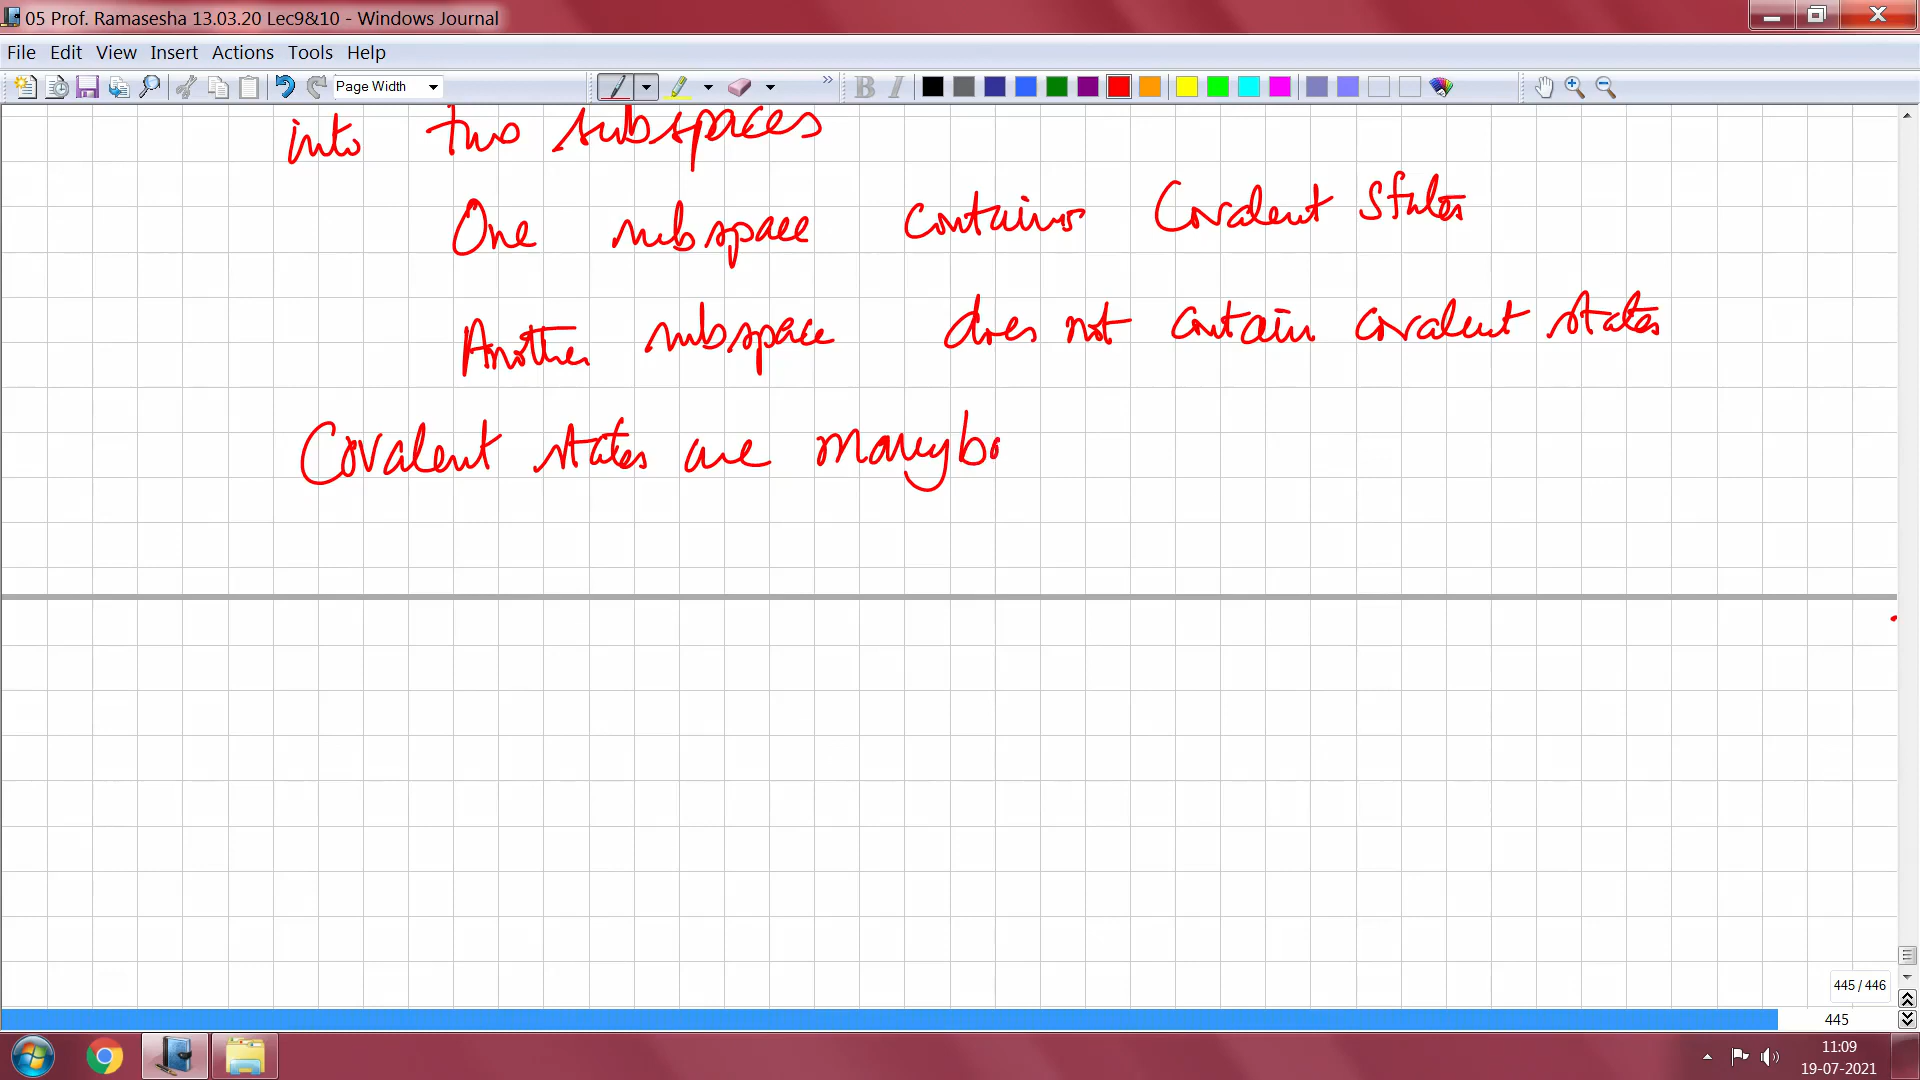 05 Prof. Ramasesha 13.03.20 Lec9&10 - Windows Journal
File Edit View Insert Actions Tools Help
Page Width
B I
into two subspaces
One subspace contains Covalent States
Another subspace does not contain covalent states
Covalent states are manybo
445 / 446
445
11:09
19-07-2021